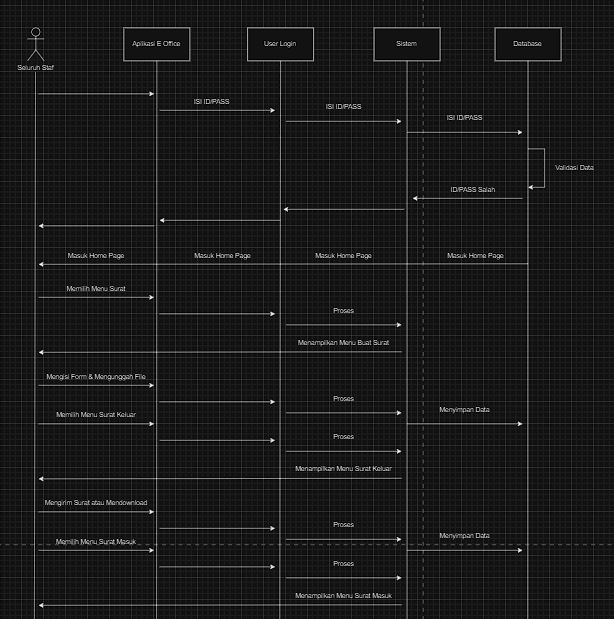 Aplikasi E Office
User Login
Sistem
Database
Seluruh Staf
ISI ID/PASS
ISI ID/PASS
ISI ID/PASS
Validasi Data
ID/PASS Salah
Masuk Home Page
Masuk Home Page
Masuk Home Page
Masuk Home Page
Memilih Menu Surat
Proses
Menampilkan Menu Buat Surat
Mengisi Form & Mengunggah File
Proses
Menyimpan Data
Memilih Menu Surat Keluar
Proses
Menampilkan Menu Surat Keluar
Mengirim Surat atau Mendownload
Proses
Menyimpan Data
Memilih Menu Surat Masuk
Proses
Menampilkan Menu Surat Masuk